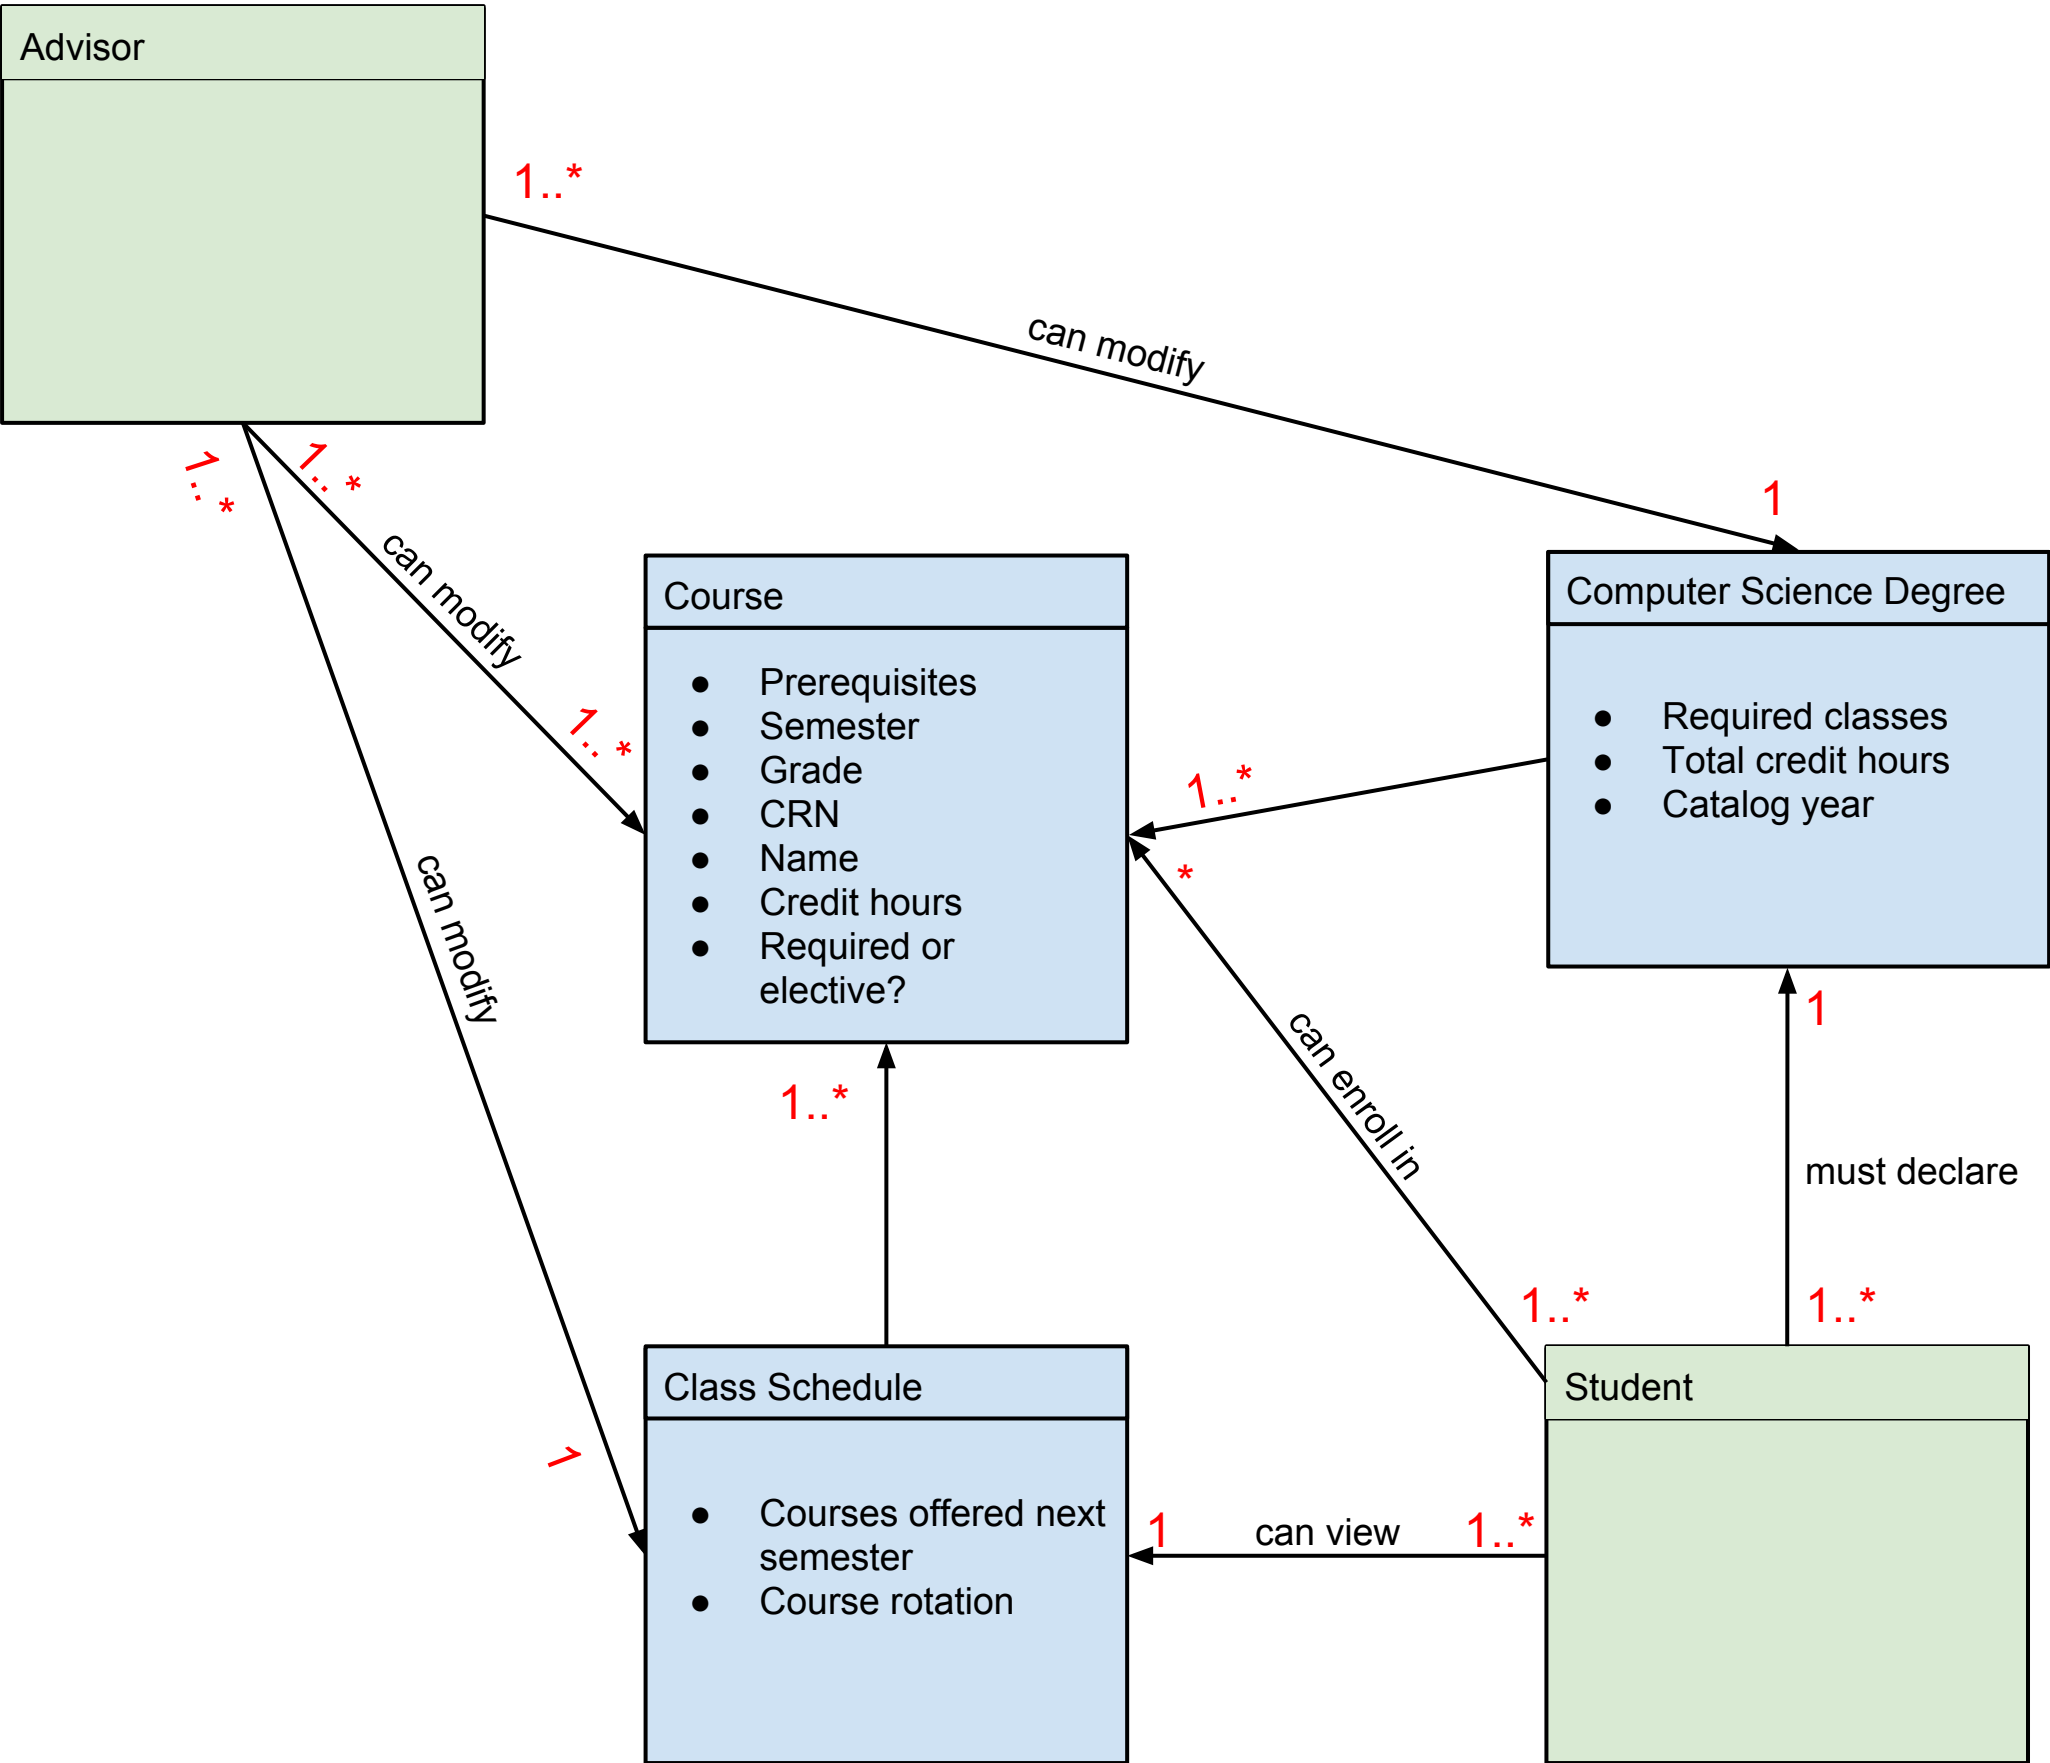 Advisor
1..*
can modify
1
1..*
1..*
can modify
1..*
can modify
1
Course
● Prerequisites
● Semester
● Grade
● CRN
● Name
● Credit hours
● Required or
elective?
Computer Science Degree
● Required classes
● Total credit hours
● Catalog year
1..*
*
can enroll in
1..*
1
must declare
1..*
1..*
Class Schedule
● Courses offered next
semester
● Course rotation
1
can view
1..*
Student